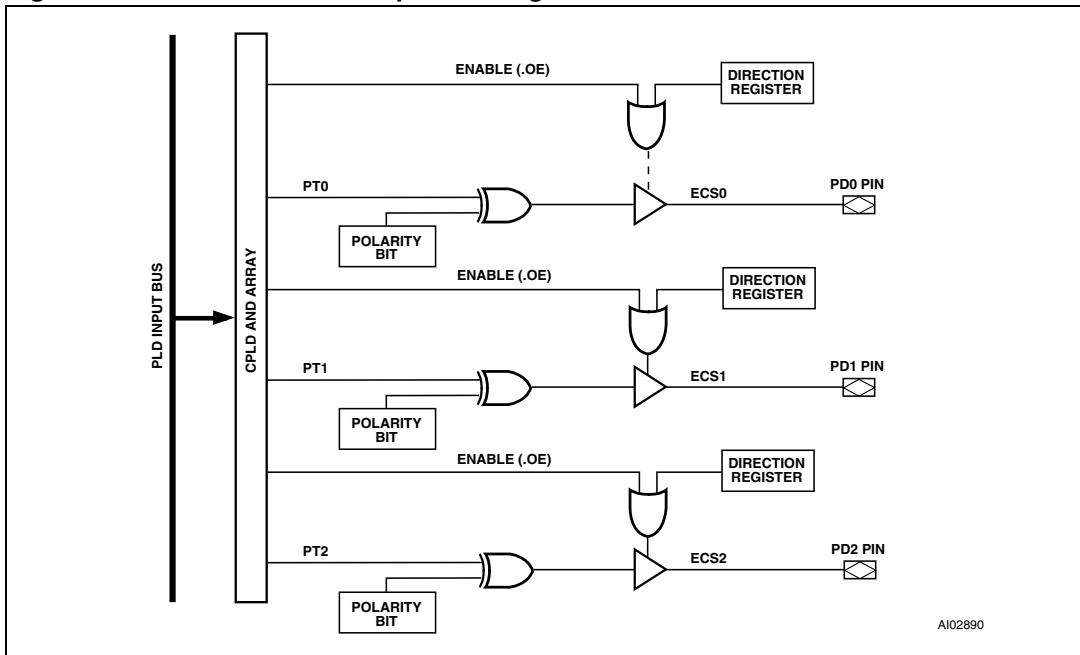 ENABLE (.OE)
DIRECTION
REGISTER
PT0
ECS0
PD0 PIN
POLARITY
BIT
ENABLE (.OE)
DIRECTION
REGISTER
PLD INPUT BUS
CPLD AND ARRAY
PT1
ECS1
PD1 PIN
POLARITY
BIT
ENABLE (.OE)
DIRECTION
REGISTER
PT2
ECS2
PD2 PIN
POLARITY
BIT
AI02890